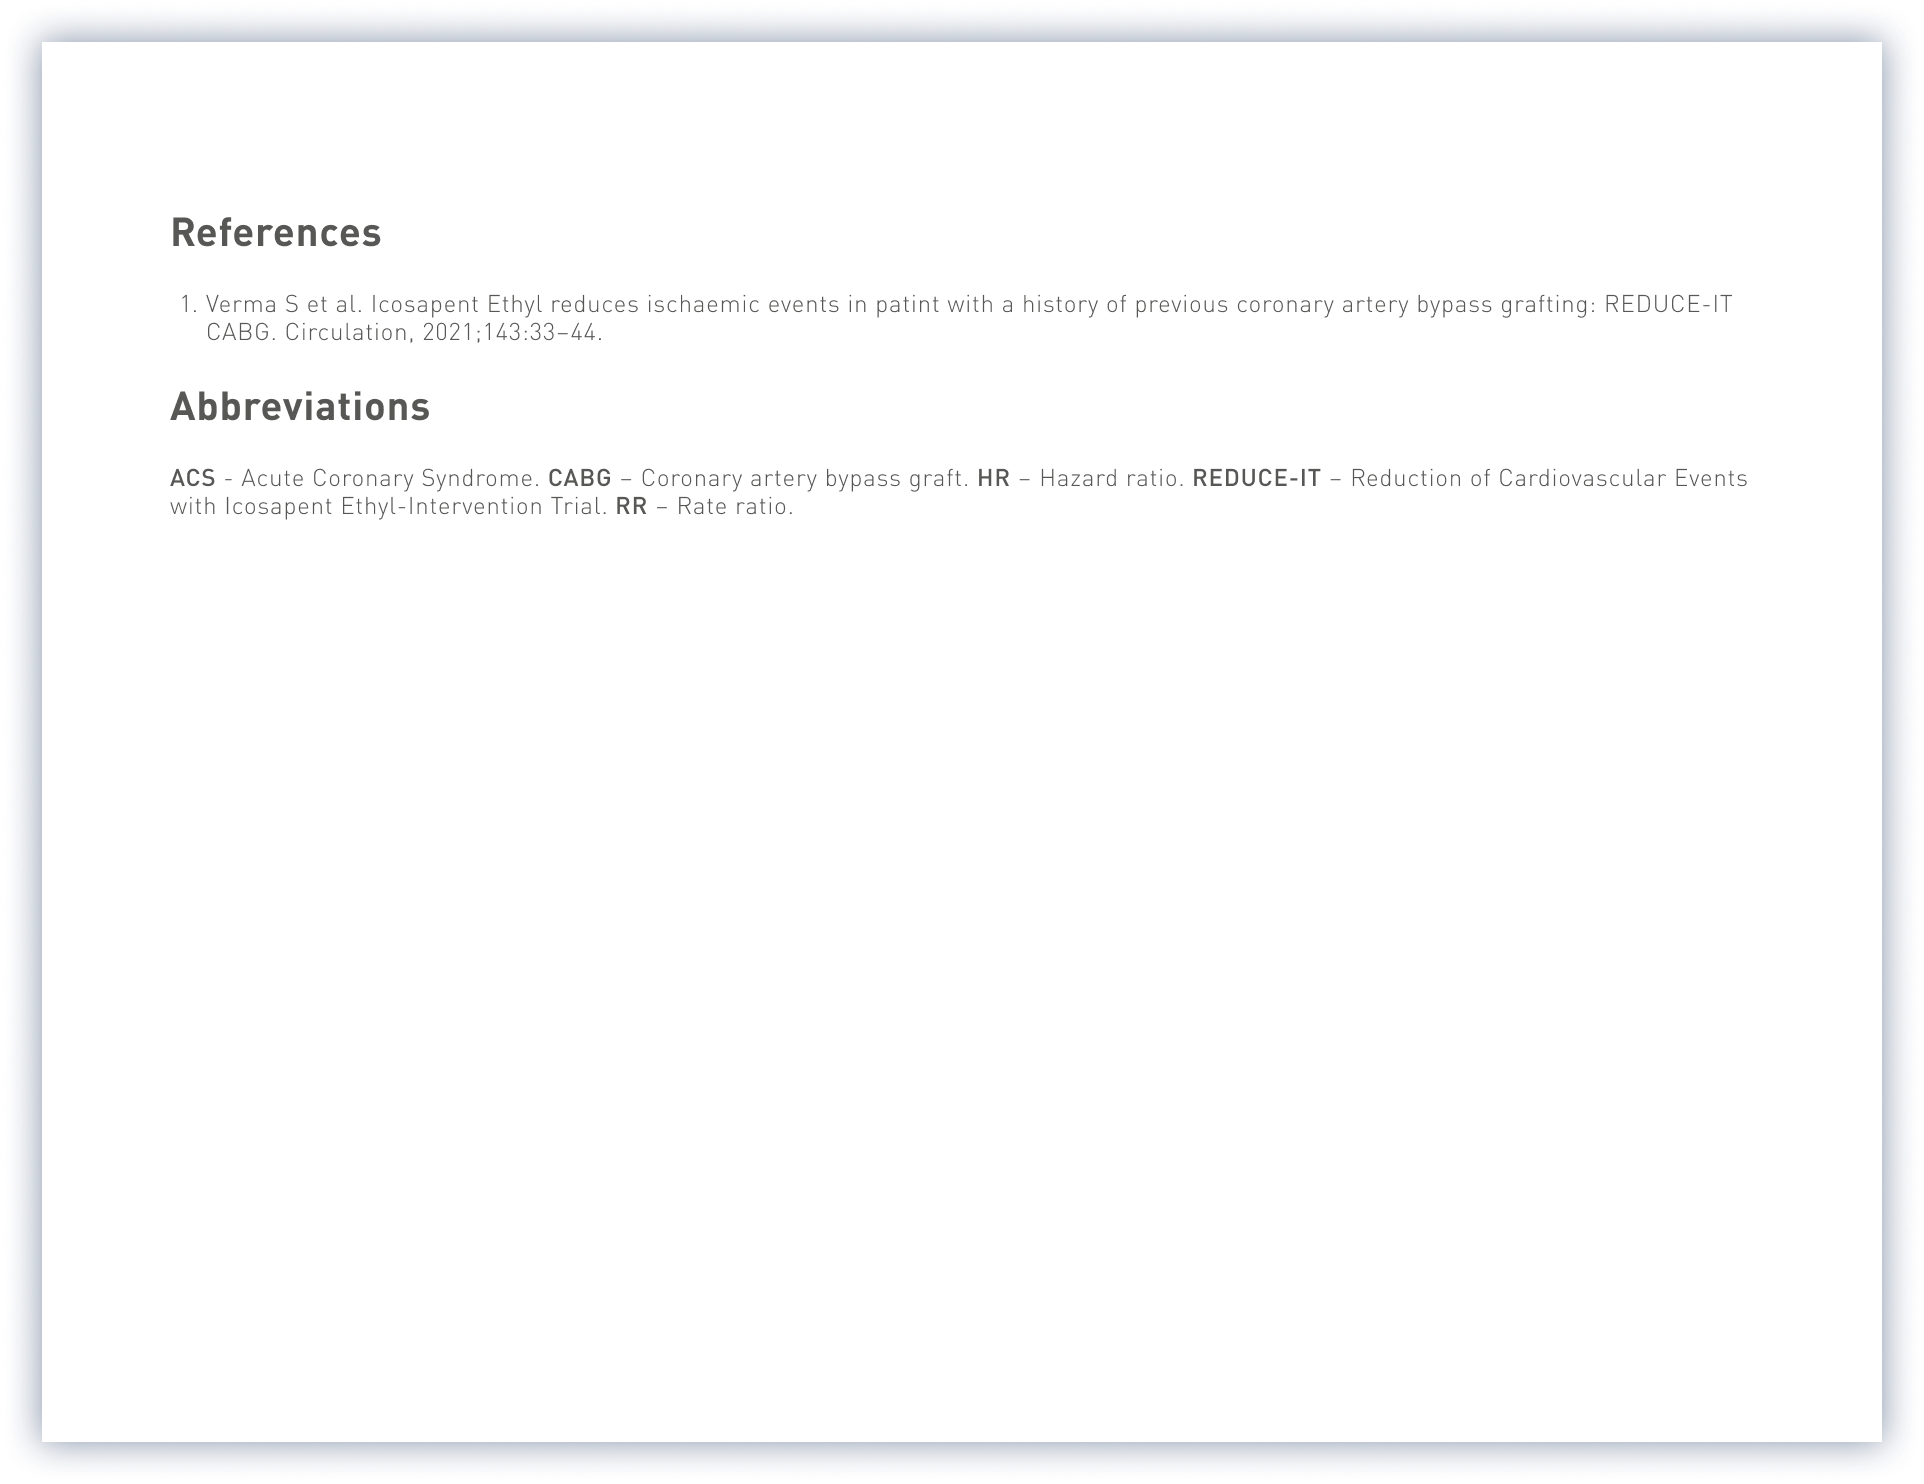 References
1. Verma S et al. Icosapent Ethyl reduces ischaemic events in patint with a history of previous coronary artery bypass grafting: REDUCE-IT
CABG. Circulation, 2021;143:33–44.
Abbreviations
ACS - Acute Coronary Syndrome. CABG – Coronary artery bypass graft. HR – Hazard ratio. REDUCE-IT – Reduction of Cardiovascular Events
with Icosapent Ethyl-Intervention Trial. RR – Rate ratio.